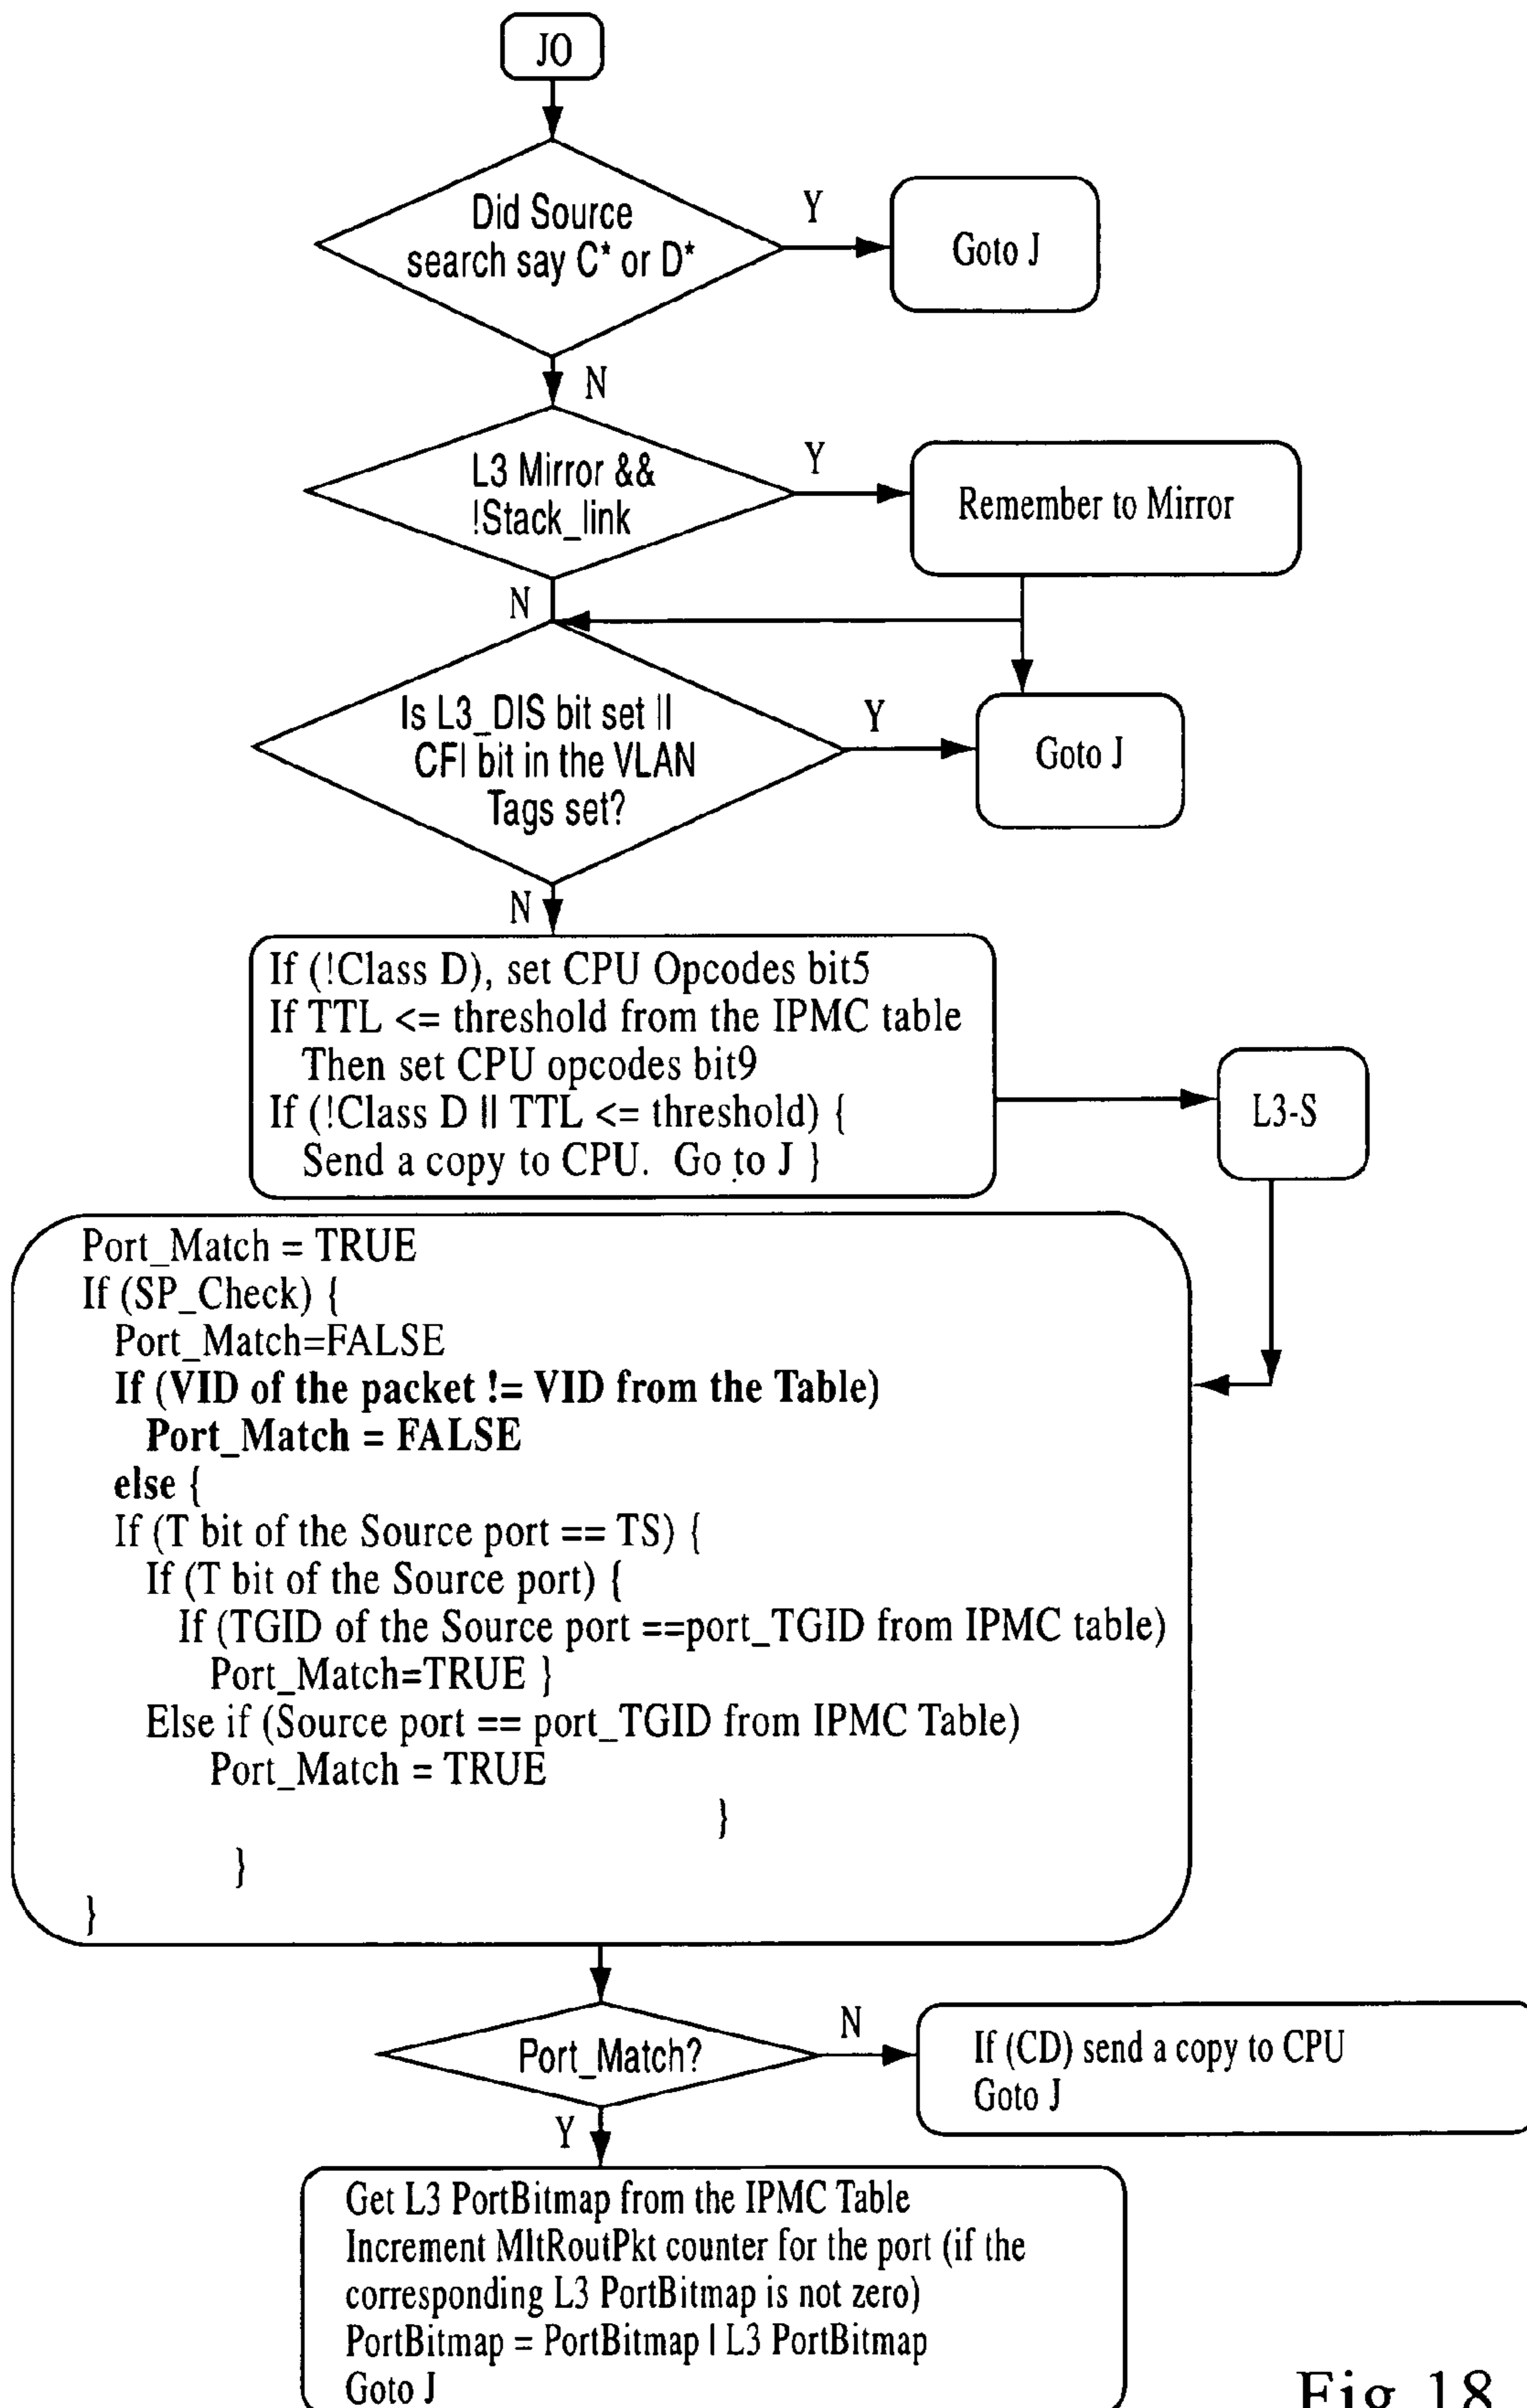 JO
Did Source
search say C* or D*
Y
Goto J
N
L3 Mirror &&
!Stack_link
Y
Remember to Mirror
N
Is L3_DIS bit set ||
CFI bit in the VLAN
Tags set?
Y
Goto J
N
If (!Class D), set CPU Opcodes bit5
If TTL <= threshold from the IPMC table
Then set CPU opcodes bit9
If (!Class D || TTL <= threshold) {
Send a copy to CPU. Go to J }
L3-S
Port_Match = TRUE
If (SP_Check) {
Port_Match=FALSE
If (VID of the packet != VID from the Table)
Port_Match = FALSE
else {
If (T bit of the Source port == TS) {
If (T bit of the Source port) {
If (TGID of the Source port ==port_TGID from IPMC table)
Port_Match=TRUE }
Else if (Source port == port_TGID from IPMC Table)
Port_Match = TRUE
}
}
}
Port_Match?
N
If (CD) send a copy to CPU
Goto J
Y
Get L3 PortBitmap from the IPMC Table
Increment MltRoutPkt counter for the port (if the
corresponding L3 PortBitmap is not zero)
PortBitmap = PortBitmap | L3 PortBitmap
Goto J
Fig.18